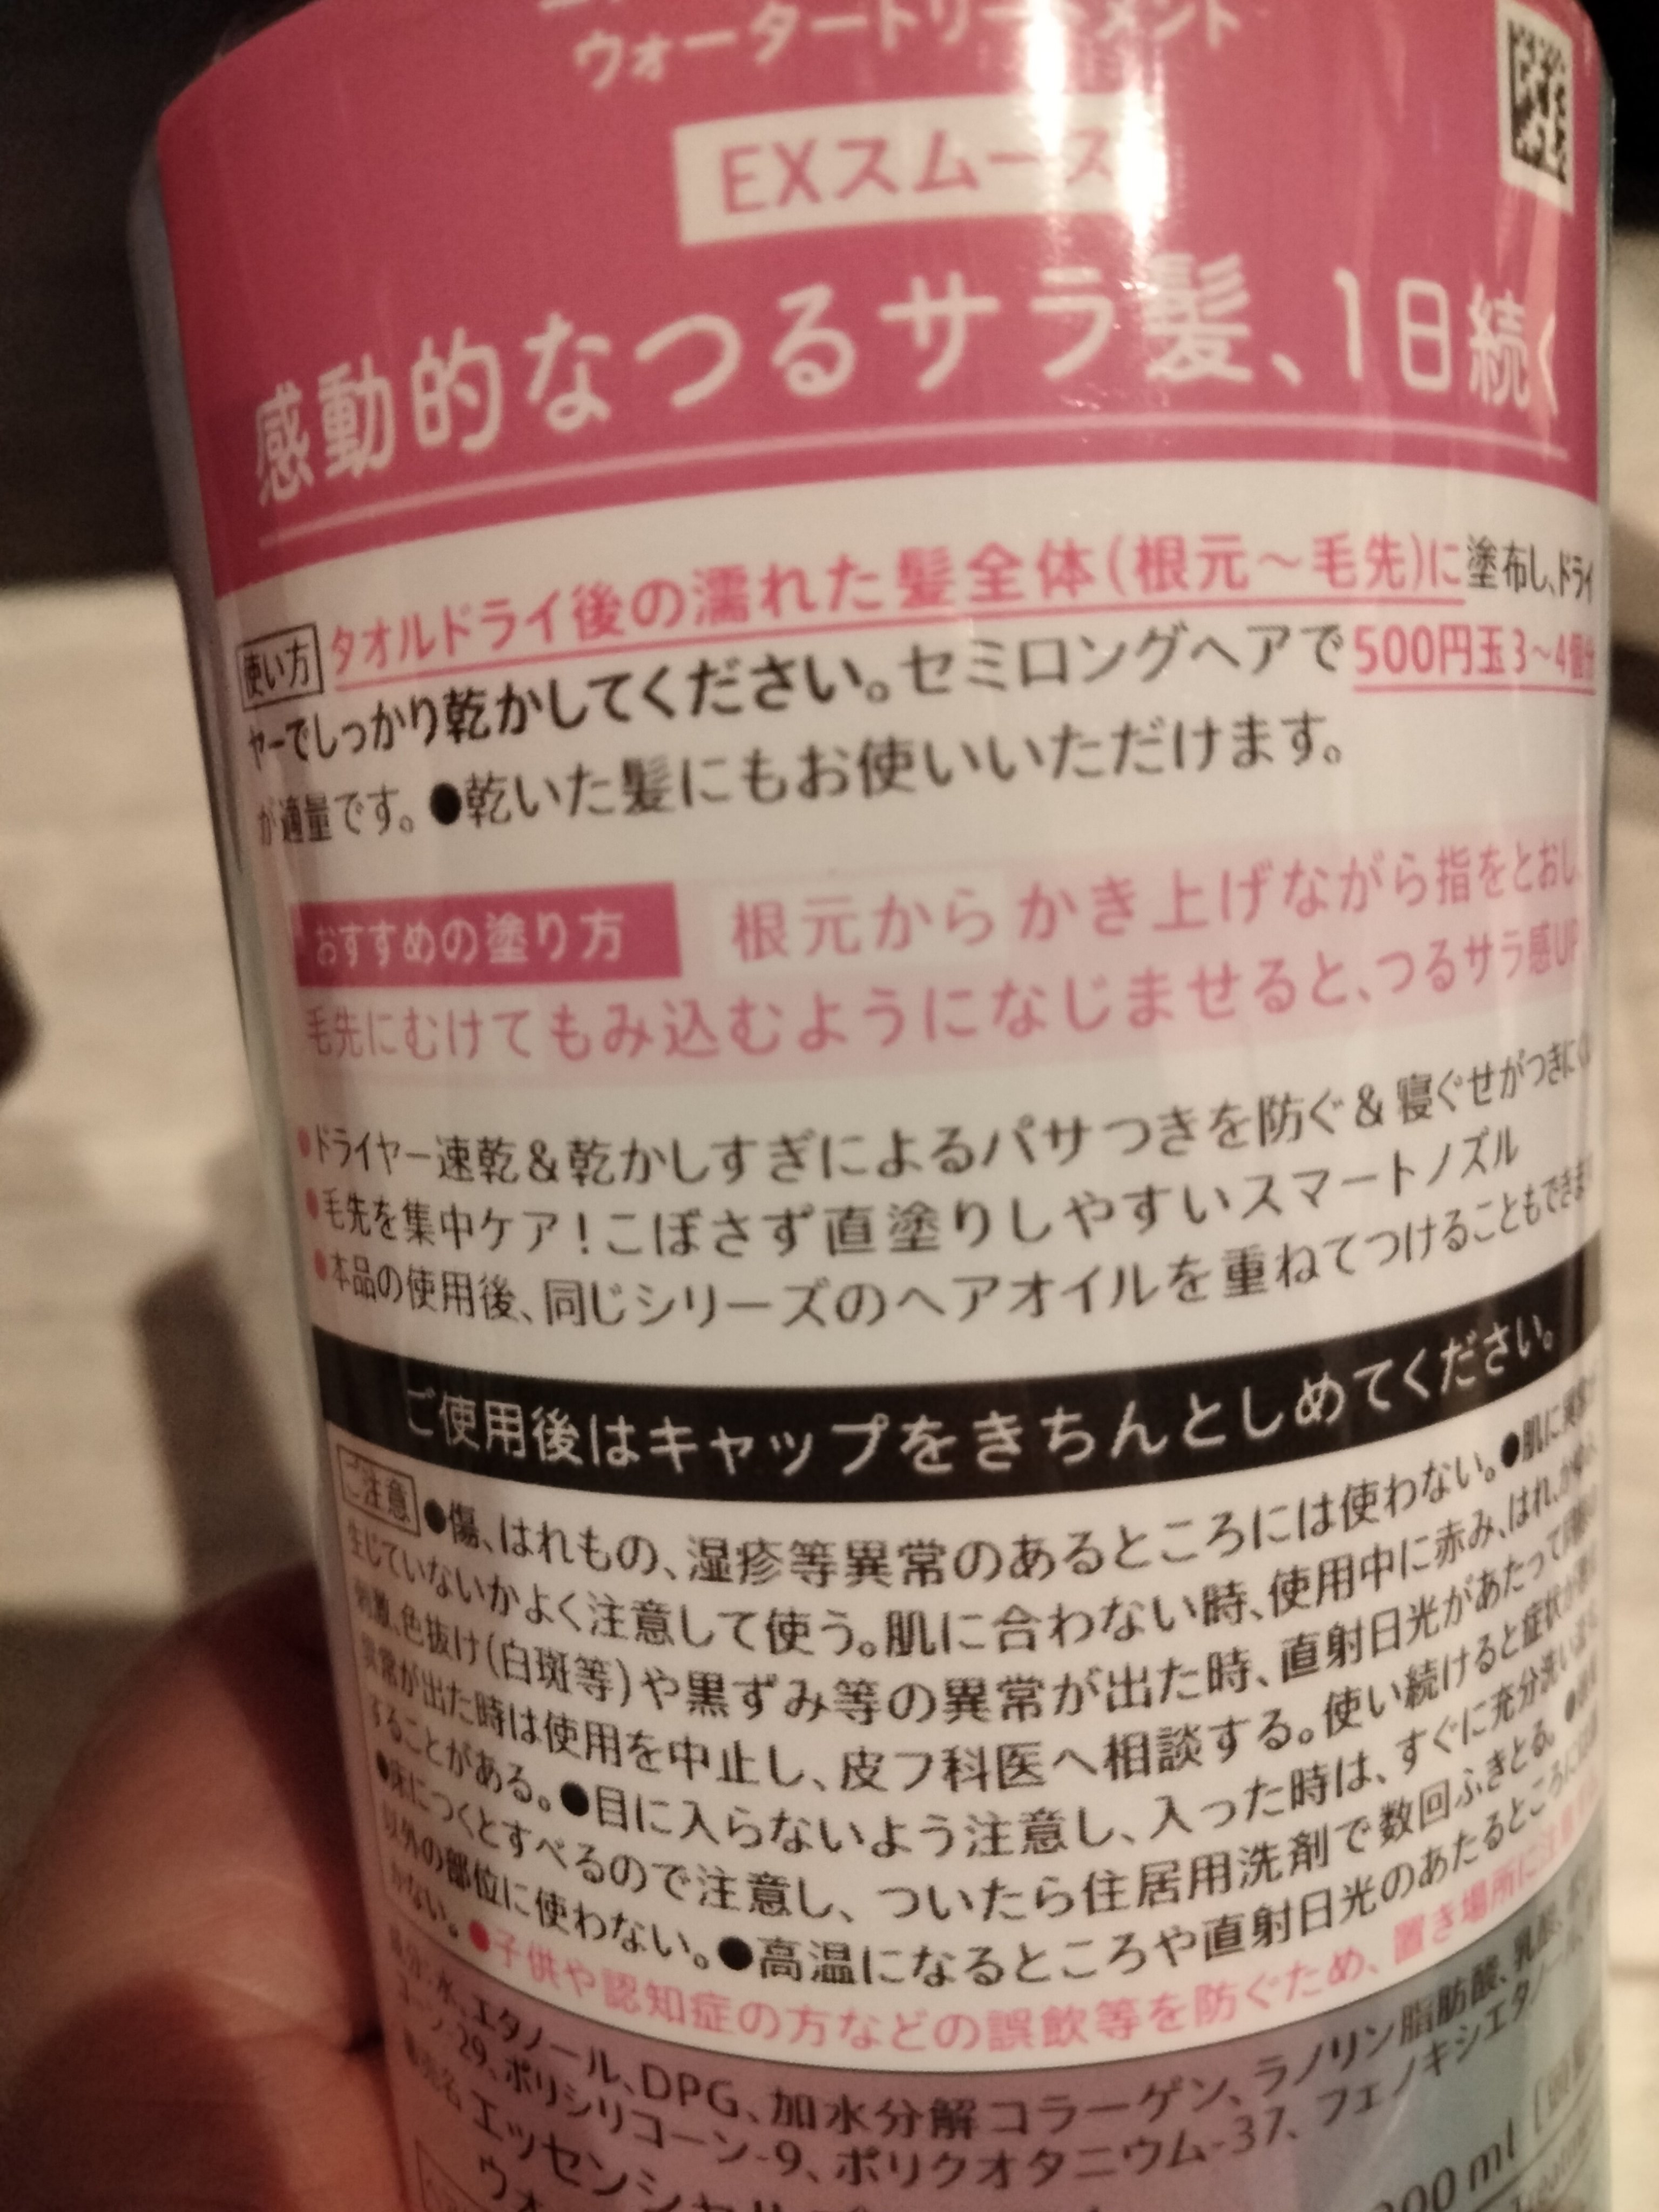 ウォータートリートメント
EXスムース
感動的なつるサラ髪、1日続く
使い方 タオルドライ後の濡れた髪全体(根元～毛先)に塗布し、ドライ
ヤーでしっかり乾かしてください。セミロングヘアで500円玉3~4個分
が適量です。●乾いた髪にもお使いいただけます。
おすすめの塗り方 根元からかき上げながら指をとおし、
毛先にむけてもみ込むようになじませると、つるサラ感UP
●ドライヤー速乾&乾かしすぎによるパサつきを防ぐ&寝ぐせがつきにくい
●毛先を集中ケア!こぼさず直塗りしやすいスマートノズル
●本品の使用後、同じシリーズのヘアオイルを重ねてつけることもできます
ご使用後はキャップをきちんとしめてください。
ご注意 ●傷、はれもの、湿疹等異常のあるところには使わない。●肌に異常が
生じていないかよく注意して使う。肌に合わない時、使用中に赤み、はれ、かゆみ、
刺激、色抜け(白斑等)や黒ずみ等の異常が出た時、直射日光があたって同様の
異常が出た時は使用を中止し、皮フ科医へ相談する。使い続けると症状が
することがある。●目に入らないよう注意し、入った時は、すぐに充分洗い流す。
●床につくとすべるので注意し、ついたら住居用洗剤で数回ふきとる。
以外の部位に使わない。●高温になるところや直射日光のあたるところに
かない。●子供や認知症の方などの誤飲等を防ぐため、置き場所に注意
成分:水、エタノール、DPG、加水分解コラーゲン、ラノリン脂肪酸、乳酸、
コーン-29、ポリシリコーン-9、ポリクオタニウム-37、フェノキシエタノール
販売名 エッセンシャル
ml